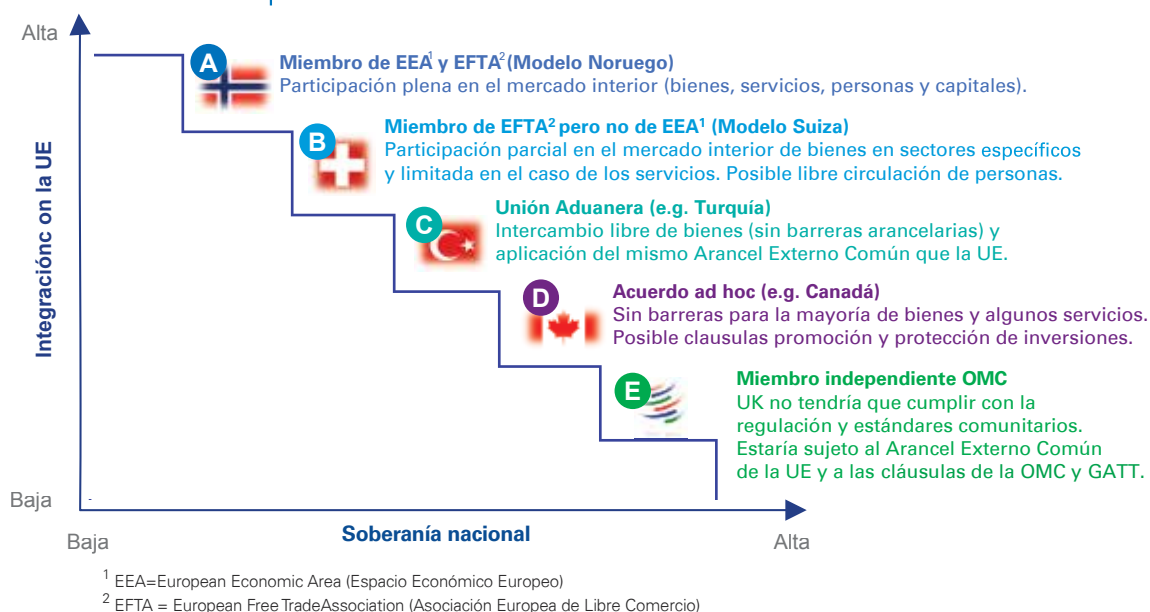 Alta
A
Miembro de EEA¹ y EFTA² (Modelo Noruego)
Participación plena en el mercado interior (bienes, servicios, personas y capitales).
B
Miembro de EFTA² pero no de EEA¹ (Modelo Suiza)
Participación parcial en el mercado interior de bienes en sectores específicos
y limitada en el caso de los servicios. Posible libre circulación de personas.
C
Unión Aduanera (e.g. Turquía)
Intercambio libre de bienes (sin barreras arancelarias) y
aplicación del mismo Arancel Externo Común que la UE.
D
Acuerdo ad hoc (e.g. Canadá)
Sin barreras para la mayoría de bienes y algunos servicios.
Posible clausulas promoción y protección de inversiones.
E
Miembro independiente OMC
UK no tendría que cumplir con la
regulación y estándares comunitarios.
Estaría sujeto al Arancel Externo Común
de la UE y a las cláusulas de la OMC y GATT.
Integraciónc on la UE
Baja
Baja
Soberanía nacional
Alta
¹ EEA=European Economic Area (Espacio Económico Europeo)
² EFTA = European Free TradeAssociation (Asociación Europea de Libre Comercio)